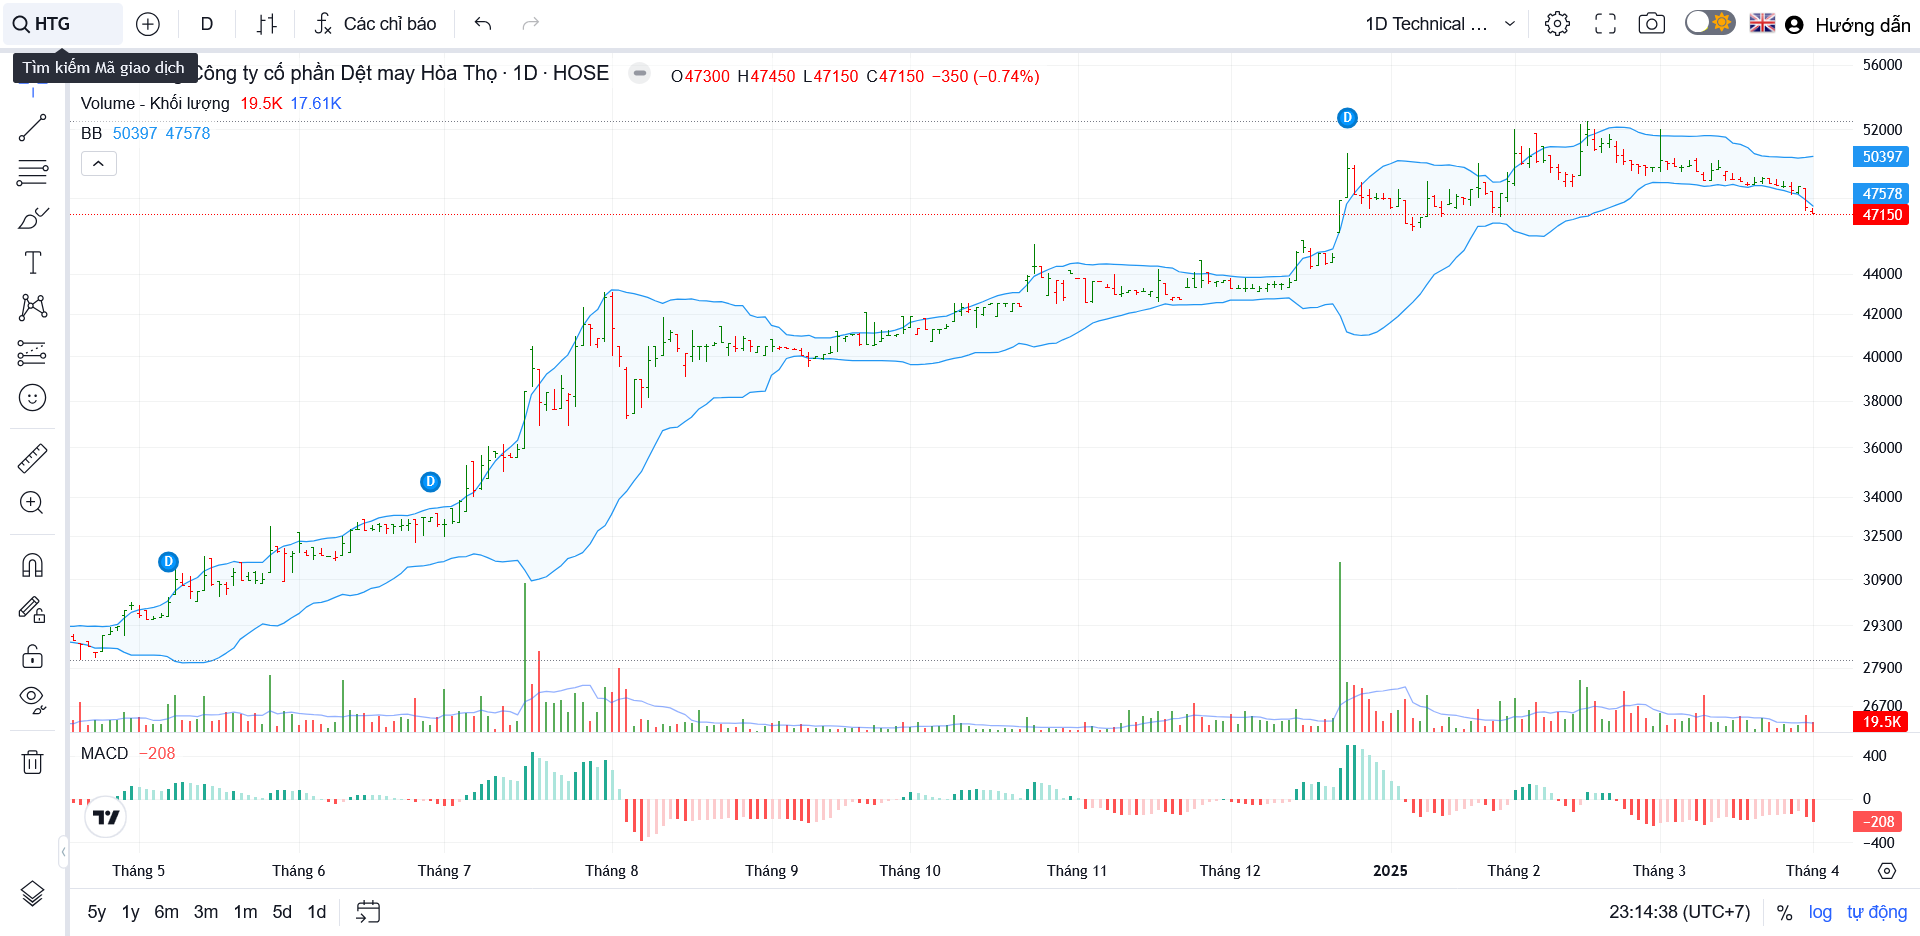 HTG
D
Các chỉ báo
1D Technical ...
Hướng dẫn
Tìm kiếm Mã giao dịch
Công ty cổ phần Dệt may Hòa Thọ · 1D · HOSE
O47300 H47450 L47150 C47150 −350 (−0.74%)
Volume - Khối lượng 19.5K 17.61K
BB 50397 47578
D
D
D
56000
52000
50397
47578
47150
44000
42000
40000
38000
36000
34000
32500
30900
29300
27900
26700
19.5K
MACD −208
400
0
−208
−400
Tháng 5 Tháng 6 Tháng 7 Tháng 8 Tháng 9 Tháng 10 Tháng 11 Tháng 12 2025 Tháng 2 Tháng 3 Tháng 4
5y 1y 6m 3m 1m 5d 1d
23:14:38 (UTC+7) % log tự động